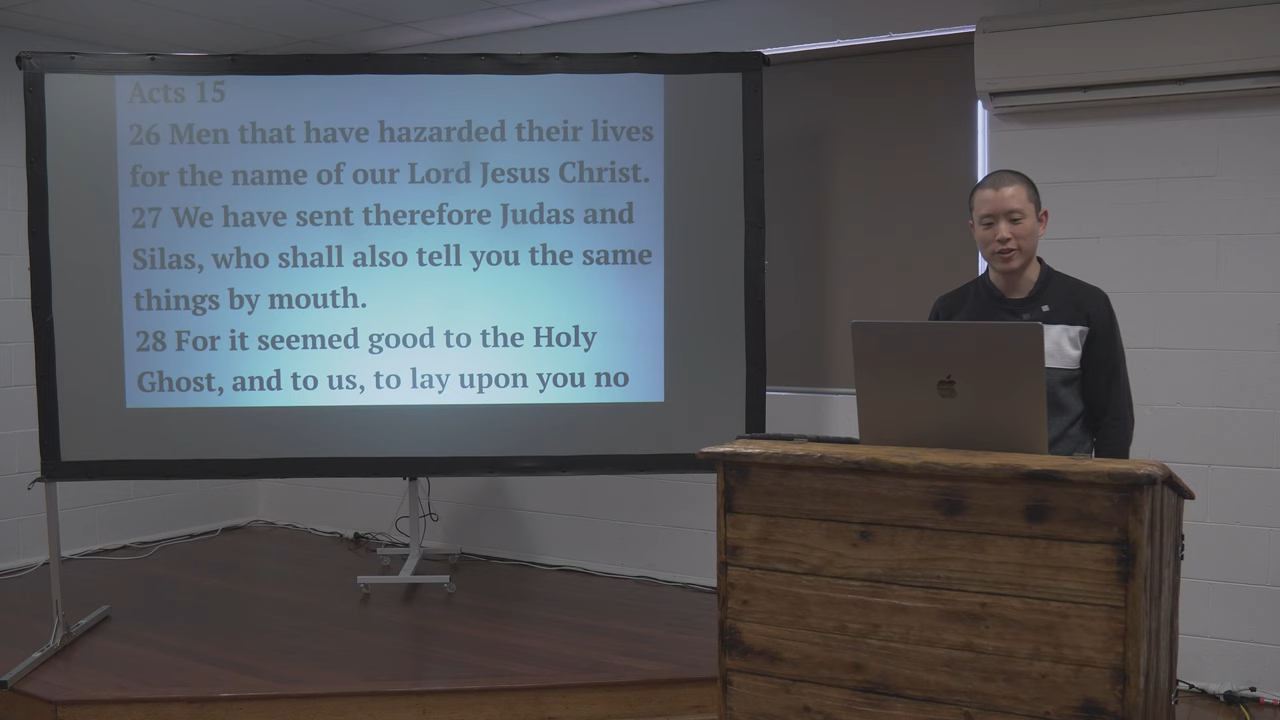 Acts 15
26 Men that have hazarded their lives
for the name of our Lord Jesus Christ.
27 We have sent therefore Judas and
Silas, who shall also tell you the same
things by mouth.
28 For it seemed good to the Holy
Ghost, and to us, to lay upon you no